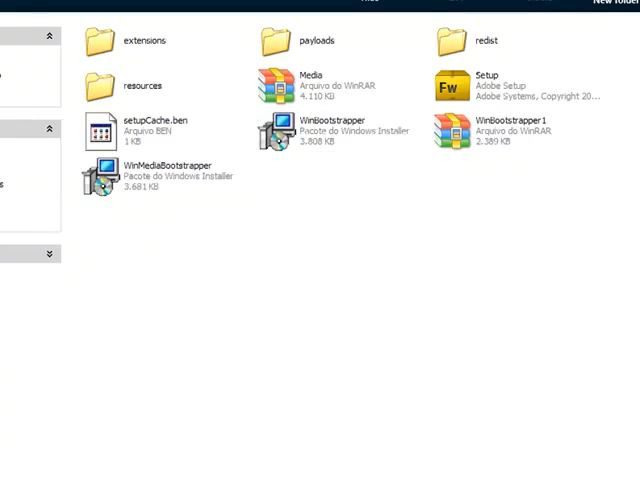 New folder
extensions
payloads
redist
resources
Media
Arquivo do WinRAR
4.110 KB
Setup
Adobe Setup
Adobe Systems, Copyright 20...
Fw
setupCache.ben
Arquivo BEN
1 KB
WinBootstrapper
Pacote do Windows Installer
3.808 KB
WinBootstrapper1
Arquivo do WinRAR
2.389 KB
WinMediaBootstrapper
Pacote do Windows Installer
3.681 KB